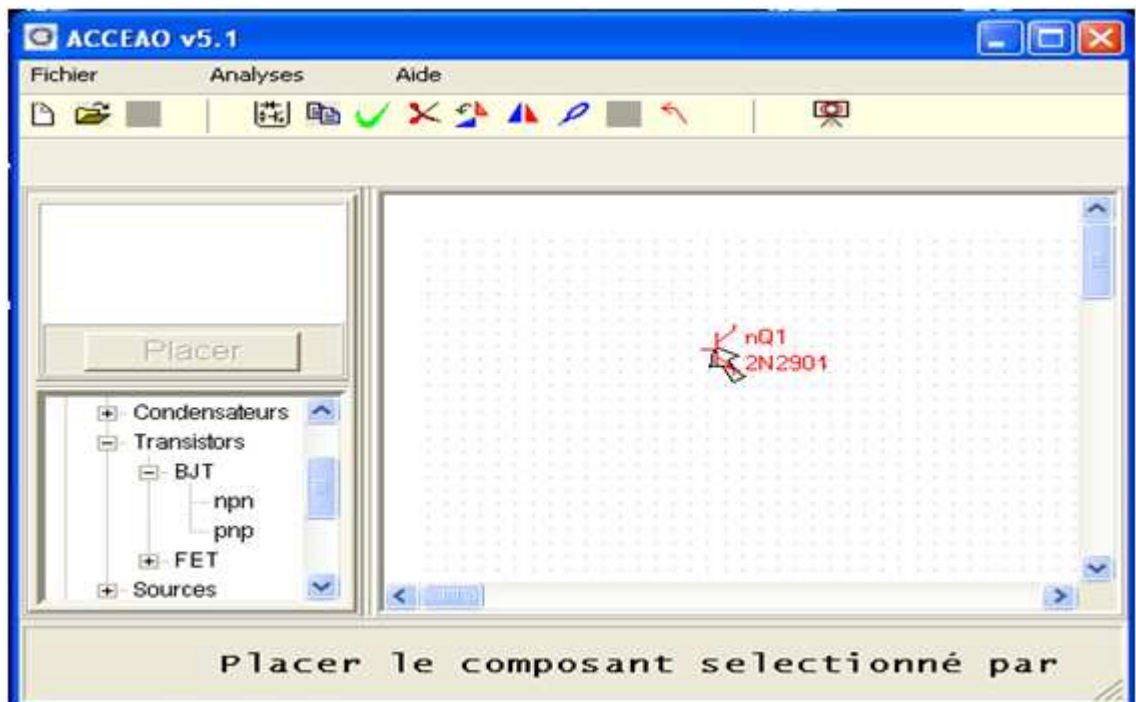 ACCEAO v5.1
Fichier Analyses Aide
nQ1
2N2901
Placer
Condensateurs
Transistors
BJT
npn
pnp
FET
Sources
Placer le composant selectionné par